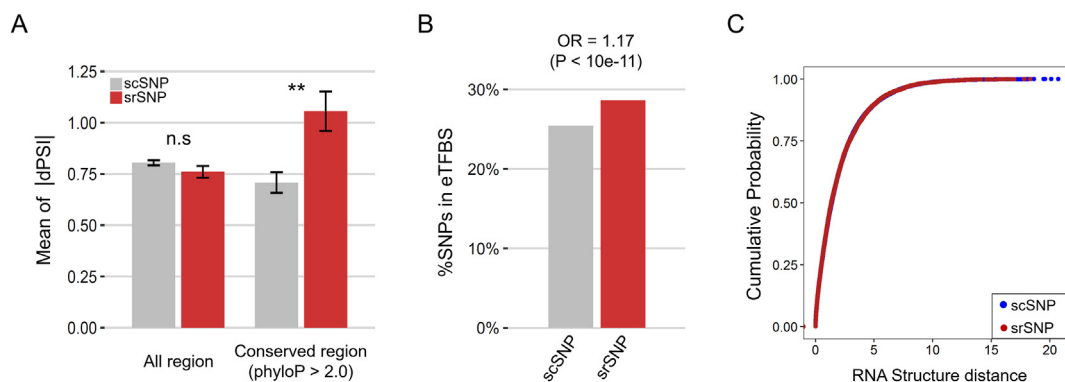 A
Mean of |dPSI|
1.25
1.00
0.75
0.50
0.25
0.00
scSNP
srSNP
n.s
**
All region
Conserved region
(phyloP > 2.0)
B
OR = 1.17
(P < 10e-11)
%SNPs in eTFBS
30%
20%
10%
0%
scSNP
srSNP
C
Cumulative Probability
1.00
0.75
0.50
0.25
0.00
scSNP
srSNP
0
5
10
15
20
RNA Structure distance